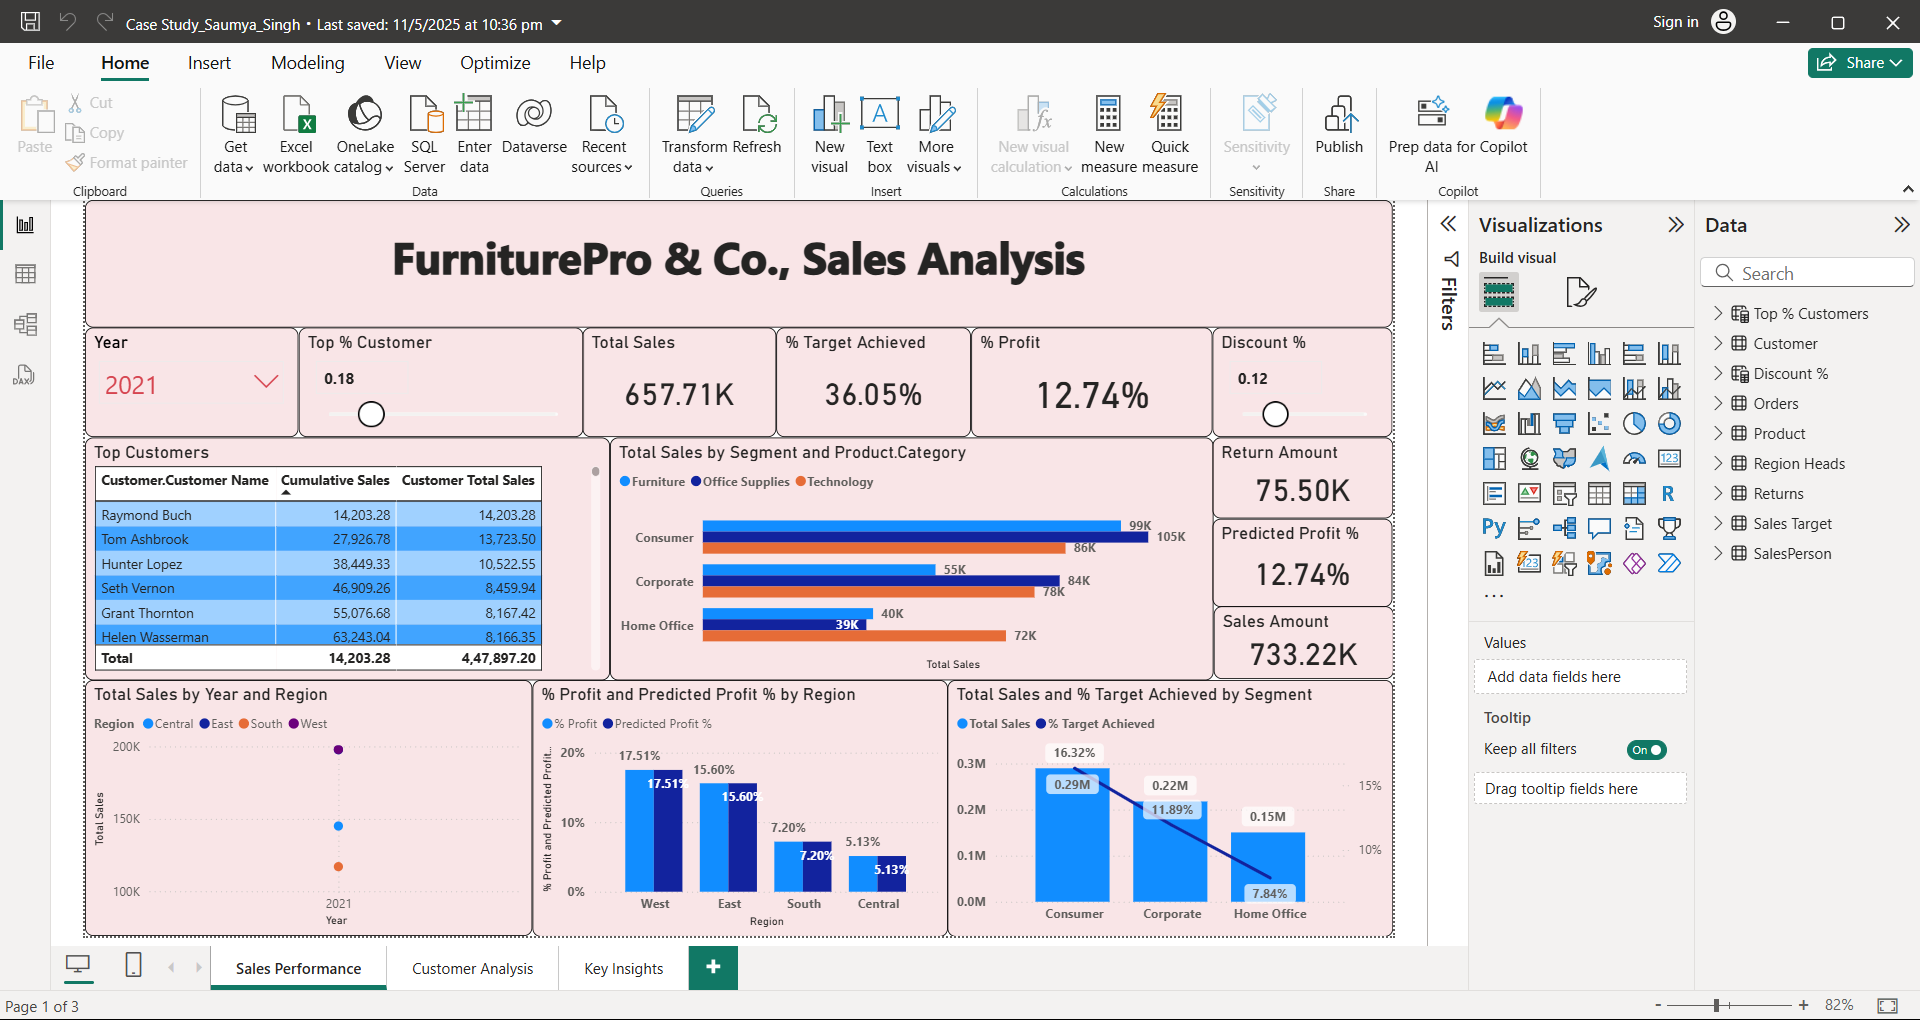 Case Study_Saumya_Singh • Last saved: 11/5/2025 at 10:36 pm
Sign in
File Home Insert Modeling View Optimize Help
Share
Paste
Cut
Copy
Format painter
Clipboard
Get data
Excel workbook
OneLake catalog
SQL Server
Enter data
Dataverse
Recent sources
Data
Transform data
Refresh
Queries
New visual
Text box
More visuals
Insert
New visual calculation
New measure
Quick measure
Calculations
Sensitivity
Sensitivity
Publish
Share
Prep data for AI
Copilot
Copilot
FurniturePro & Co., Sales Analysis
Year
2021
Top % Customer
0.18
Total Sales
657.71K
% Target Achieved
36.05%
% Profit
12.74%
Discount %
0.12
Top Customers
Customer.Customer Name Cumulative Sales Customer Total Sales
Raymond Buch 14,203.28 14,203.28
Tom Ashbrook 27,926.78 13,723.50
Hunter Lopez 38,449.33 10,522.55
Seth Vernon 46,909.26 8,459.94
Grant Thornton 55,076.68 8,167.42
Helen Wasserman 63,243.04 8,166.35
Total 14,203.28 4,47,897.20
Total Sales by Segment and Product.Category
Furniture Office Supplies Technology
Consumer 99K 105K 86K
Corporate 55K 84K 78K
Home Office 40K 39K 72K
Total Sales
Return Amount
75.50K
Predicted Profit %
12.74%
Sales Amount
733.22K
Total Sales by Year and Region
Region Central East South West
Total Sales
200K
150K
100K
2021
Year
% Profit and Predicted Profit % by Region
% Profit Predicted Profit %
% Profit and Predicted Profit...
20%
10%
0%
17.51% 17.51%
15.60% 15.60%
7.20% 7.20%
5.13% 5.13%
West East South Central
Region
Total Sales and % Target Achieved by Segment
Total Sales % Target Achieved
0.3M
0.2M
0.1M
0.0M
16.32%
0.29M
0.22M
11.89%
0.15M
7.84%
15%
10%
Consumer Corporate Home Office
Filters
Visualizations
Build visual
123
R
Py
123
...
Values
Add data fields here
Tooltip
Keep all filters On
Drag tooltip fields here
Data
Search
Top % Customers
Customer
Discount %
Orders
Product
Region Heads
Returns
Sales Target
SalesPerson
DAX
Sales Performance Customer Analysis Key Insights +
Page 1 of 3
- + 82%